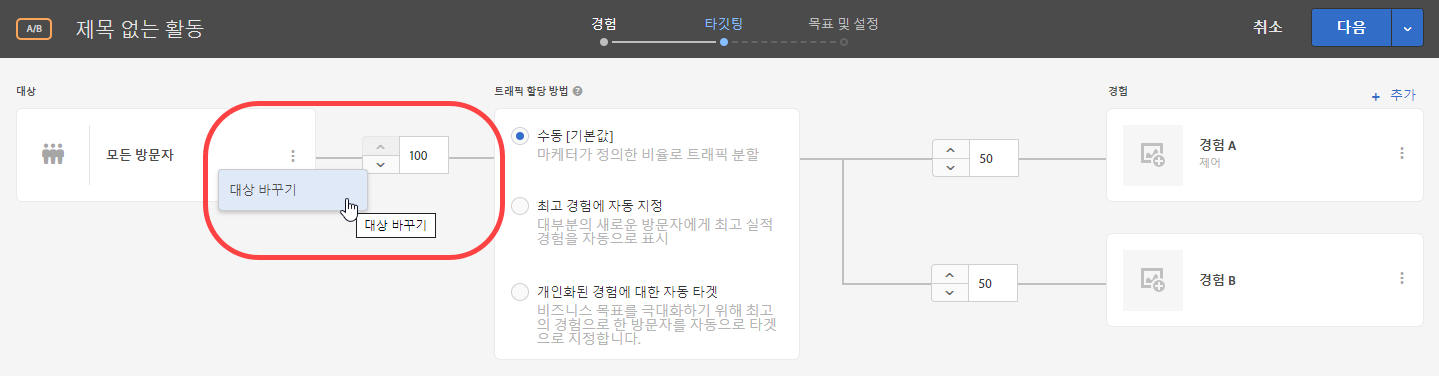 A/B
제목 없는 활동
경험
타깃팅
목표 및 설정
취소
다음
대상
모든 방문자
대상 바꾸기
대상 바꾸기
100
트래픽 할당 방법
수동 [기본값]
마케터가 정의한 비율로 트래픽 분할
최고 경험에 자동 지정
대부분의 새로운 방문자에게 최고 실적
경험을 자동으로 표시
개인화된 경험에 대한 자동 타겟
비즈니스 목표를 극대화하기 위해 최고
의 경험으로 한 방문자를 자동으로 타겟
으로 지정합니다.
50
50
경험
+ 추가
경험 A
제어
경험 B